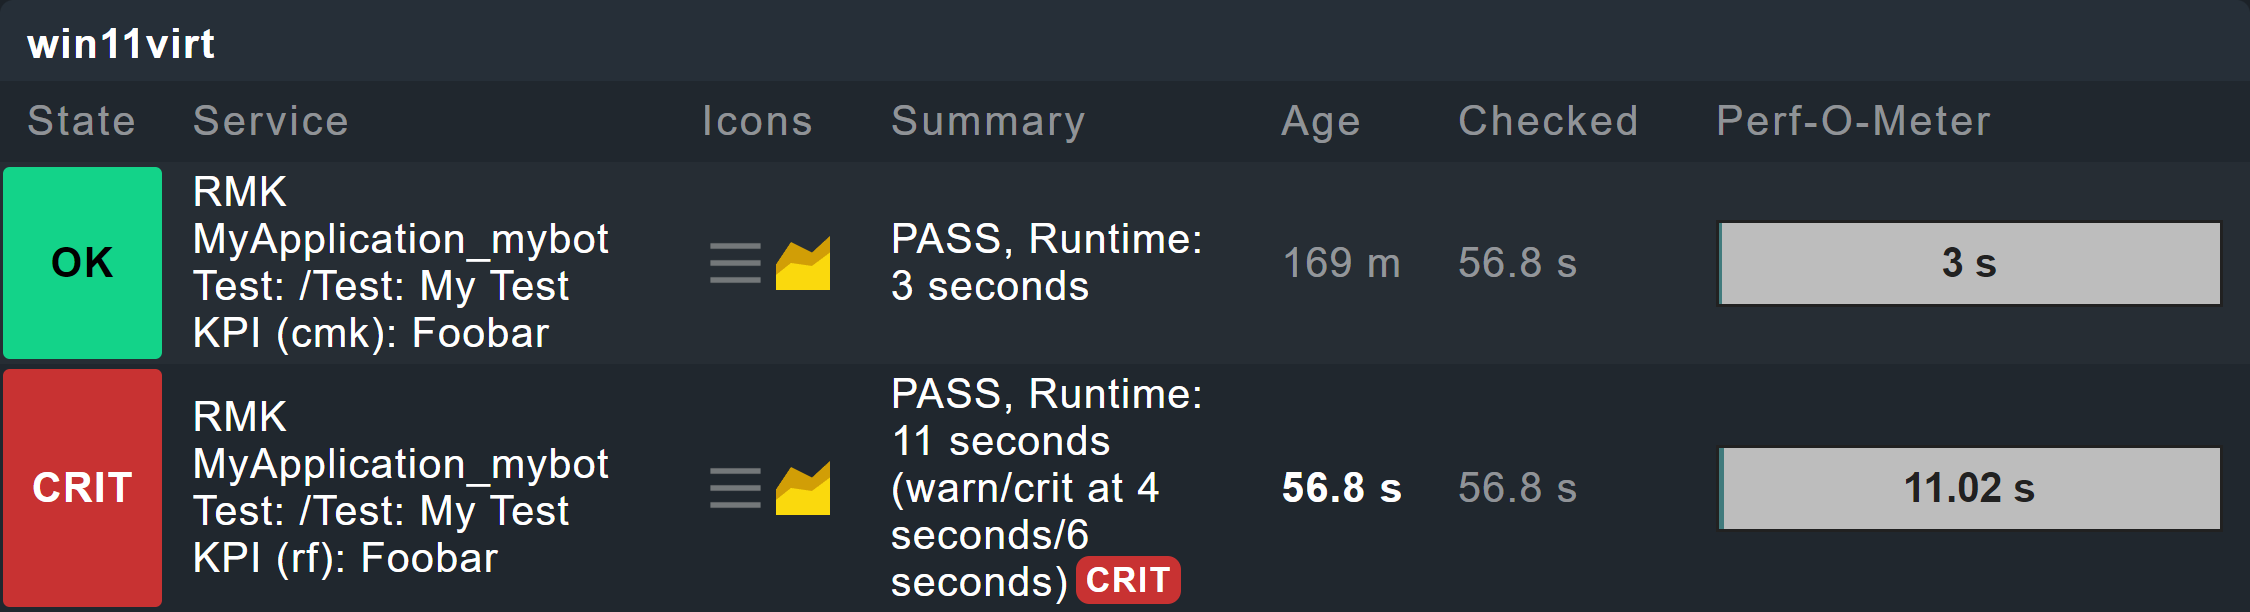 win11virt
State Service Icons Summary Age Checked Perf-O-Meter
OK
RMK
MyApplication_mybot
Test: /Test: My Test
KPI (cmk): Foobar
PASS, Runtime:
3 seconds
169 m
56.8 s
3 s
CRIT
RMK
MyApplication_mybot
Test: /Test: My Test
KPI (rf): Foobar
PASS, Runtime:
11 seconds
(warn/crit at 4
seconds/6
seconds) CRIT
56.8 s
56.8 s
11.02 s